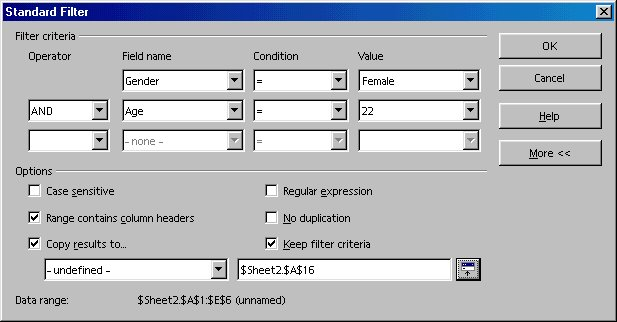 Standard Filter
Filter criteria
Operator Field name Condition Value
Gender = Female
AND Age = 22
- none - =
OK
Cancel
Help
More <<
Options
Case sensitive Regular expression
Range contains column headers No duplication
Copy results to... Keep filter criteria
- undefined - $Sheet2.$A$16
Data range: $Sheet2.$A$1:$E$6 (unnamed)